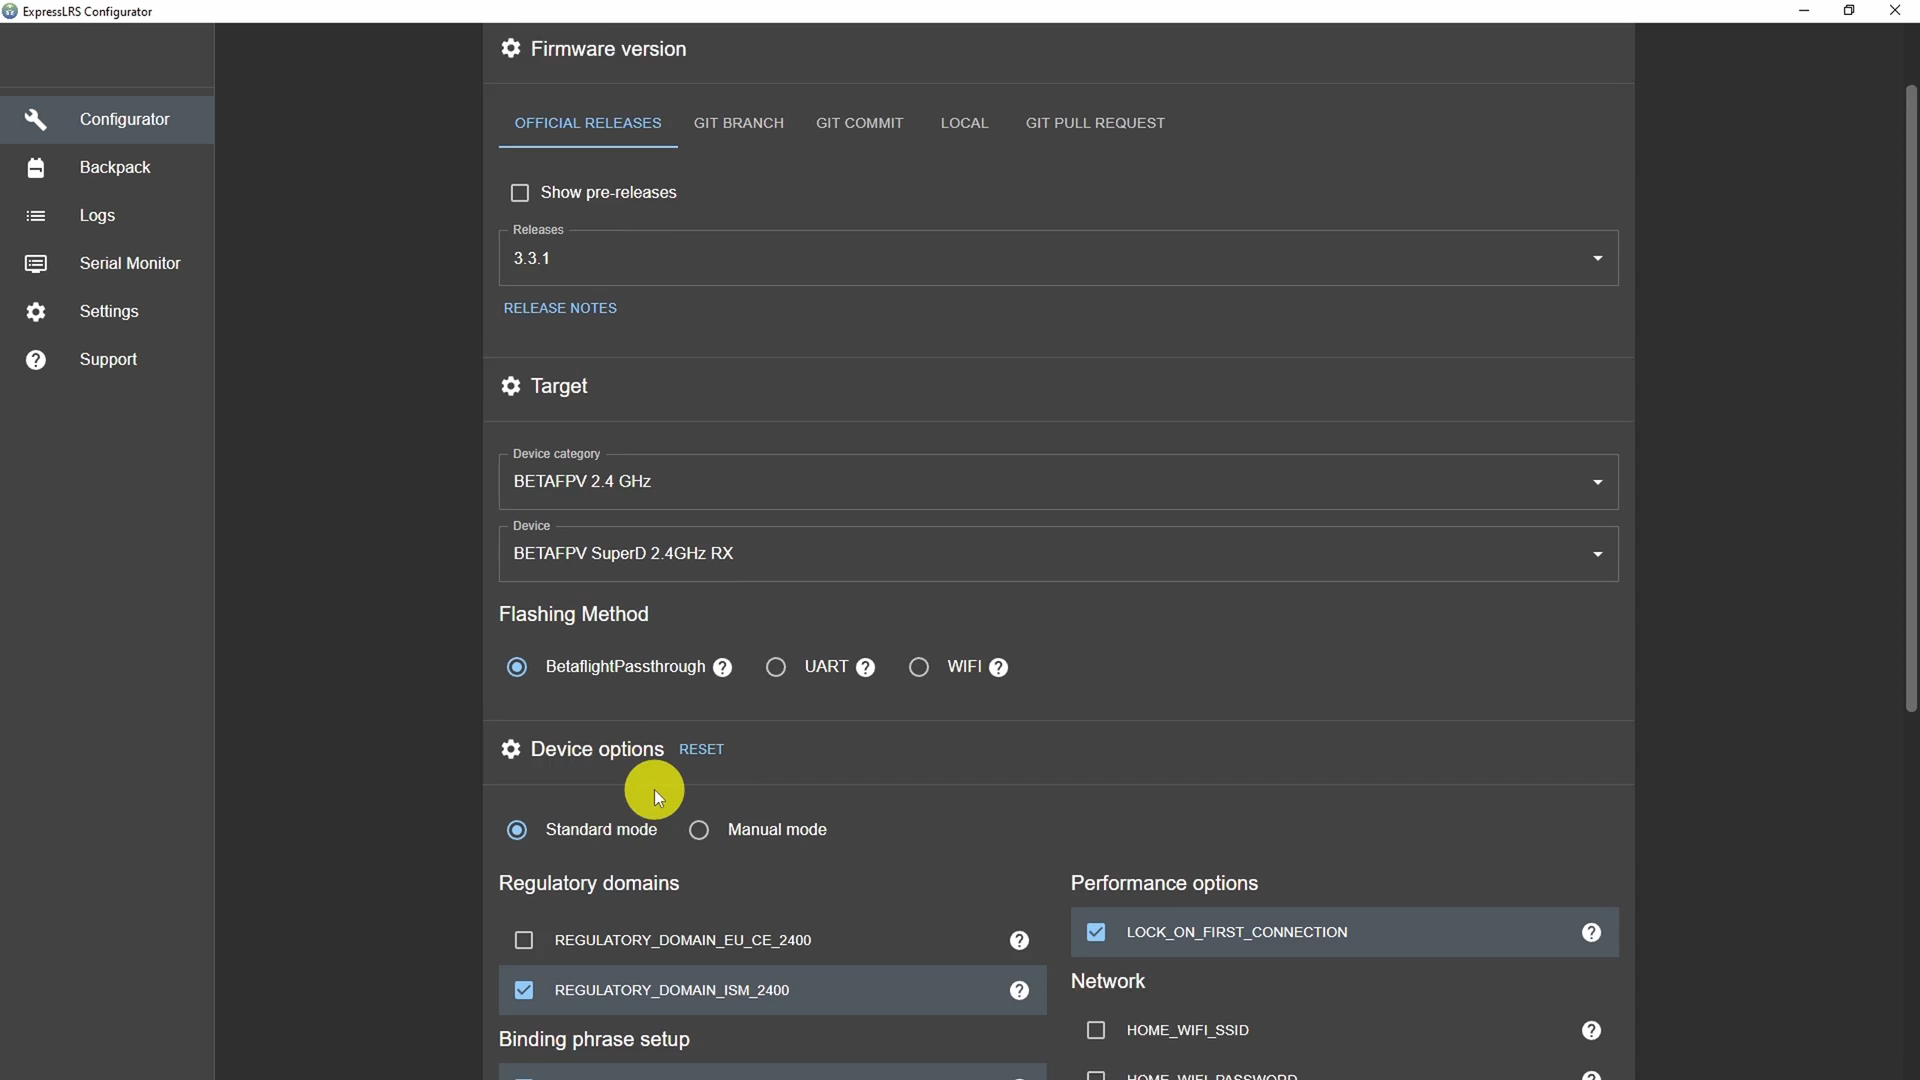 ExpressLRS Configurator
Configurator
Backpack
Logs
Serial Monitor
Settings
Support
Firmware version
OFFICIAL RELEASES GIT BRANCH GIT COMMIT LOCAL GIT PULL REQUEST
Show pre-releases
Releases
3.3.1
RELEASE NOTES
Target
Device category
BETAFPV 2.4 GHz
Device
BETAFPV SuperD 2.4GHz RX
Flashing Method
BetaflightPassthrough ? UART ? WIFI ?
Device options RESET
Standard mode Manual mode
Regulatory domains
REGULATORY_DOMAIN_EU_CE_2400 ?
REGULATORY_DOMAIN_ISM_2400 ?
Binding phrase setup
Performance options
LOCK_ON_FIRST_CONNECTION ?
Network
HOME_WIFI_SSID ?
HOME_WIFI_PASSWORD